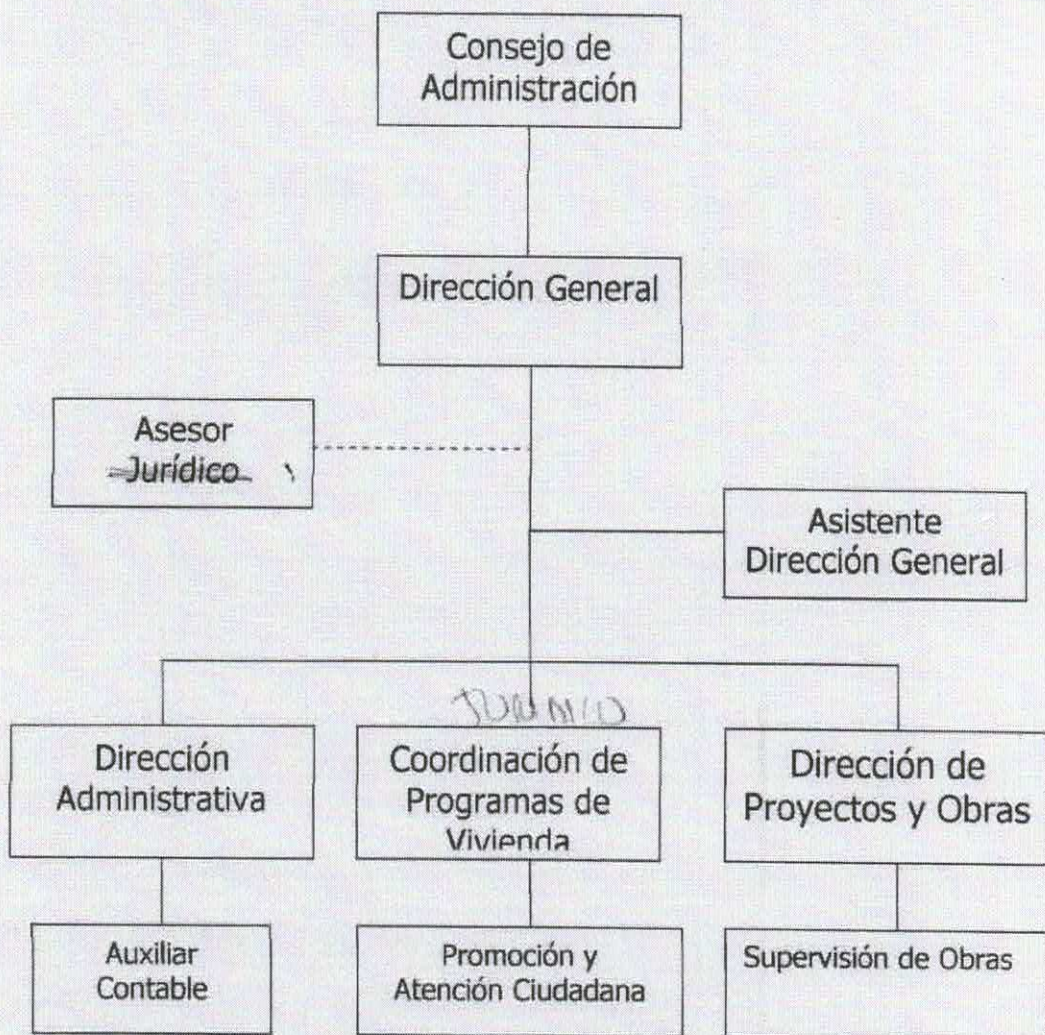 Consejo de
Administración
Dirección General
Asesor
Jurídico
Asistente
Dirección General
Dirección
Administrativa
Coordinación de
Programas de
Vivienda
Dirección de
Proyectos y Obras
Auxiliar
Contable
Promoción y
Atención Ciudadana
Supervisión de Obras